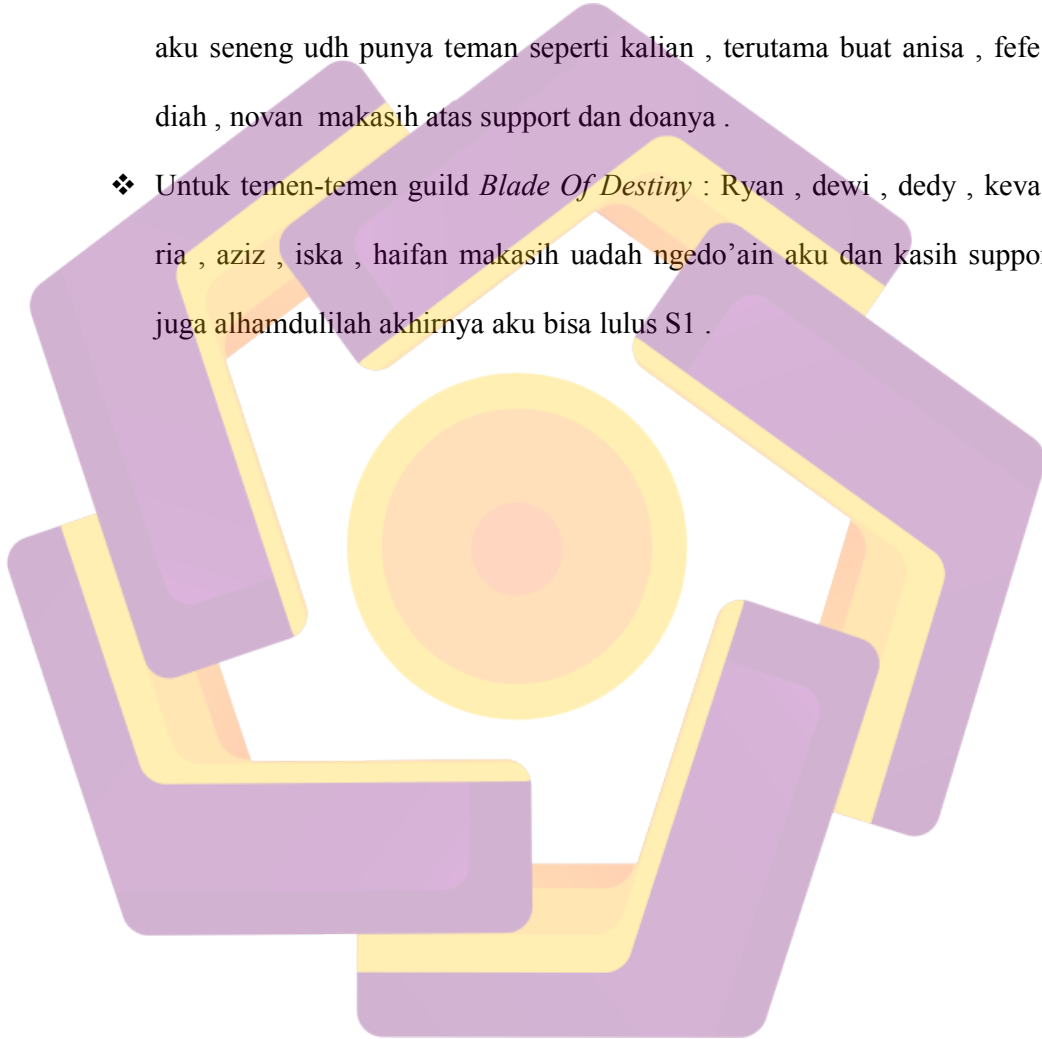 aku seneng udh punya teman seperti kalian , terutama buat anisa , fefe
diah , novan makasih atas support dan doanya .
❖ Untuk temen-temen guild Blade Of Destiny : Ryan , dewi , dedy , keva
ria , aziz , iska , haifan makasih uadah ngedo’ain aku dan kasih suppor
juga alhamdulilah akhirnya aku bisa lulus S1 .